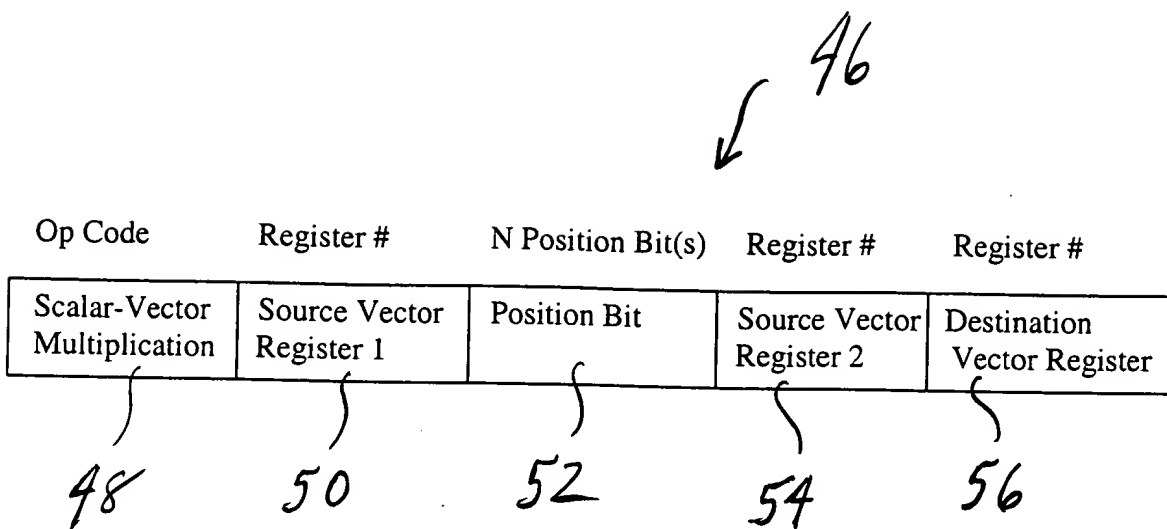 46
Op Code Register # N Position Bit(s) Register # Register #
Scalar-Vector Source Vector Position Bit Source Vector Destination
Multiplication Register 1 Register 2 Vector Register
48 50 52 54 56